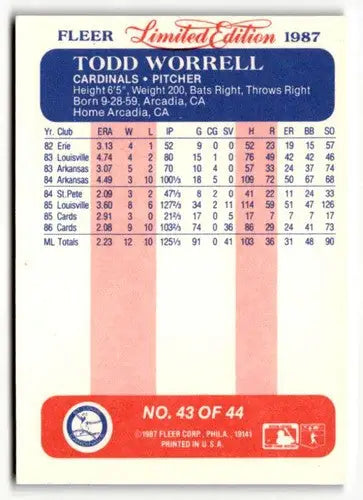 FLEER Limited Edition 1987
TODD WORRELL
CARDINALS • PITCHER
Height 6'5", Weight 200, Bats Right, Throws Right
Born 9-28-59, Arcadia, CA
Home Arcadia, CA
Yr. Club ERA W L IP G CG SV H R ER BB SO
82 Erie 3.13 4 1 52 9 0 0 52 23 19 15 57
83 Louisville 4.74 4 2 80 15 1 0 76 49 42 42 46
83 Arkansas 3.07 5 2 70 10 4 0 57 33 24 37 74
84 Arkansas 4.49 3 10 100⅓ 18 5 0 109 72 50 67 68
84 St.Pete 2.09 3 2 47⅓ 8 2 0 41 22 11 24 33
85 Louisville 3.60 8 6 127⅔ 34 2 11 114 59 51 47 126
85 Cards 2.91 3 0 21⅔ 17 0 5 17 7 7 7 17
86 Cards 2.08 9 10 103⅔ 74 0 36 86 29 24 41 73
ML Totals 2.23 12 10 125⅓ 91 0 41 103 36 31 48 90
NO. 43 OF 44
©1987 FLEER CORP., PHILA., 19141
PRINTED IN U.S.A.